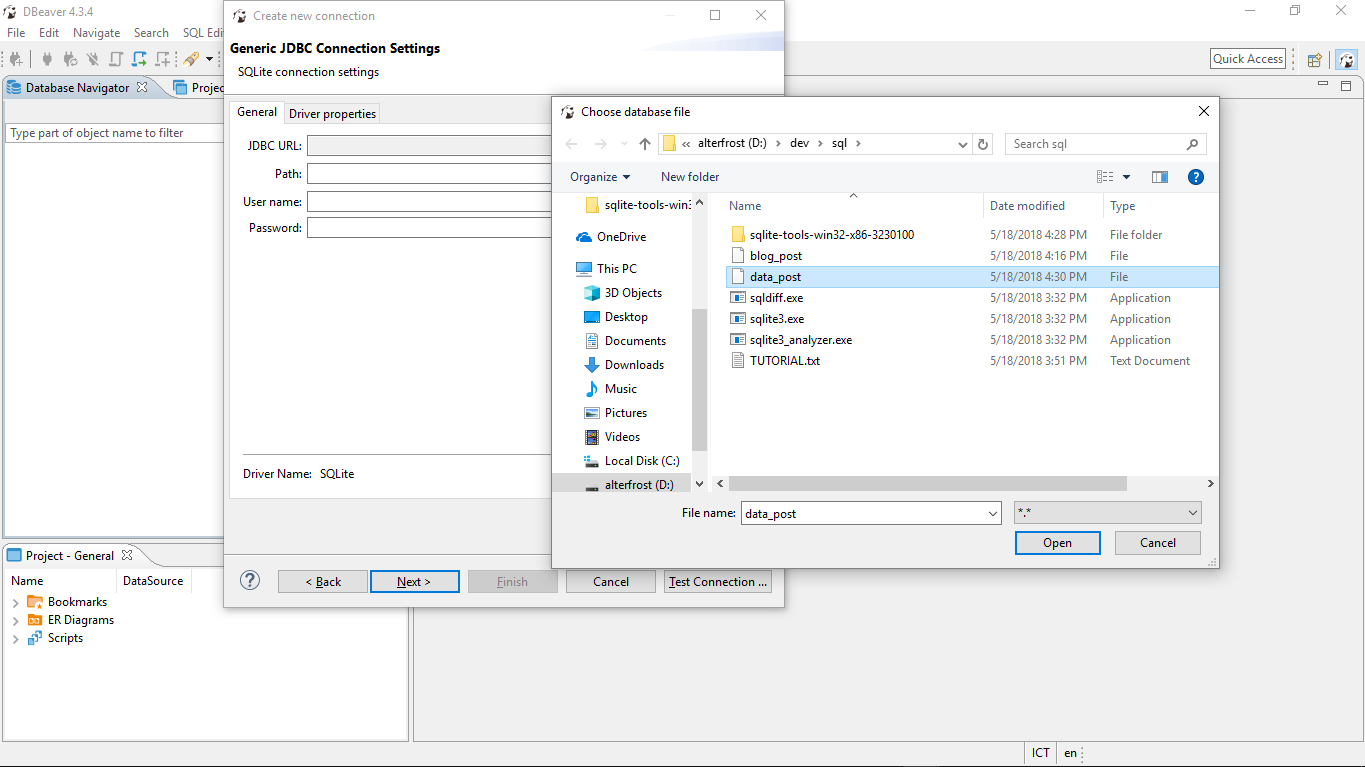 DBeaver 4.3.4
File Edit Navigate Search SQL Edi
Quick Access
Database Navigator Projec
Type part of object name to filter
Create new connection
Generic JDBC Connection Settings
SQLite connection settings
General Driver properties
JDBC URL:
Path:
User name:
Password:
Driver Name: SQLite
< Back Next > Finish Cancel Test Connection ...
Choose database file
« alterfrost (D:) › dev › sql ›
Search sql
Organize New folder
sqlite-tools-win3
OneDrive
This PC
3D Objects
Desktop
Documents
Downloads
Music
Pictures
Videos
Local Disk (C:)
alterfrost (D:)
Name Date modified Type
sqlite-tools-win32-x86-3230100 5/18/2018 4:28 PM File folder
blog_post 5/18/2018 4:16 PM File
data_post 5/18/2018 4:30 PM File
sqldiff.exe 5/18/2018 3:32 PM Application
sqlite3.exe 5/18/2018 3:32 PM Application
sqlite3_analyzer.exe 5/18/2018 3:32 PM Application
TUTORIAL.txt 5/18/2018 3:51 PM Text Document
File name: data_post *.*
Open Cancel
Project - General
Name DataSource
Bookmarks
ER Diagrams
Scripts
ICT en